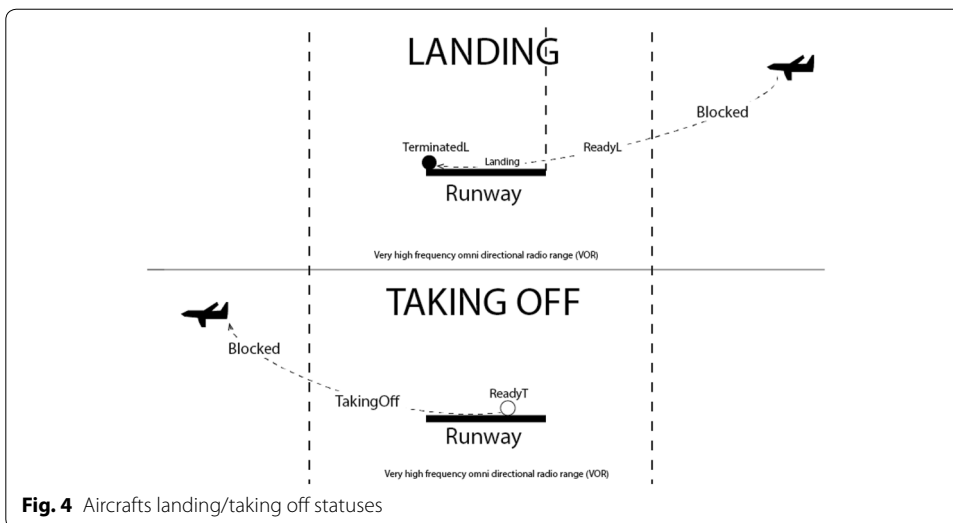 LANDING
Blocked
TerminatedL
ReadyL
Landing
Runway
Very high frequency omni directional radio range (VOR)
TAKING OFF
Blocked
ReadyT
TakingOff
Runway
Very high frequency omni directional radio range (VOR)
Fig. 4 Aircrafts landing/taking off statuses